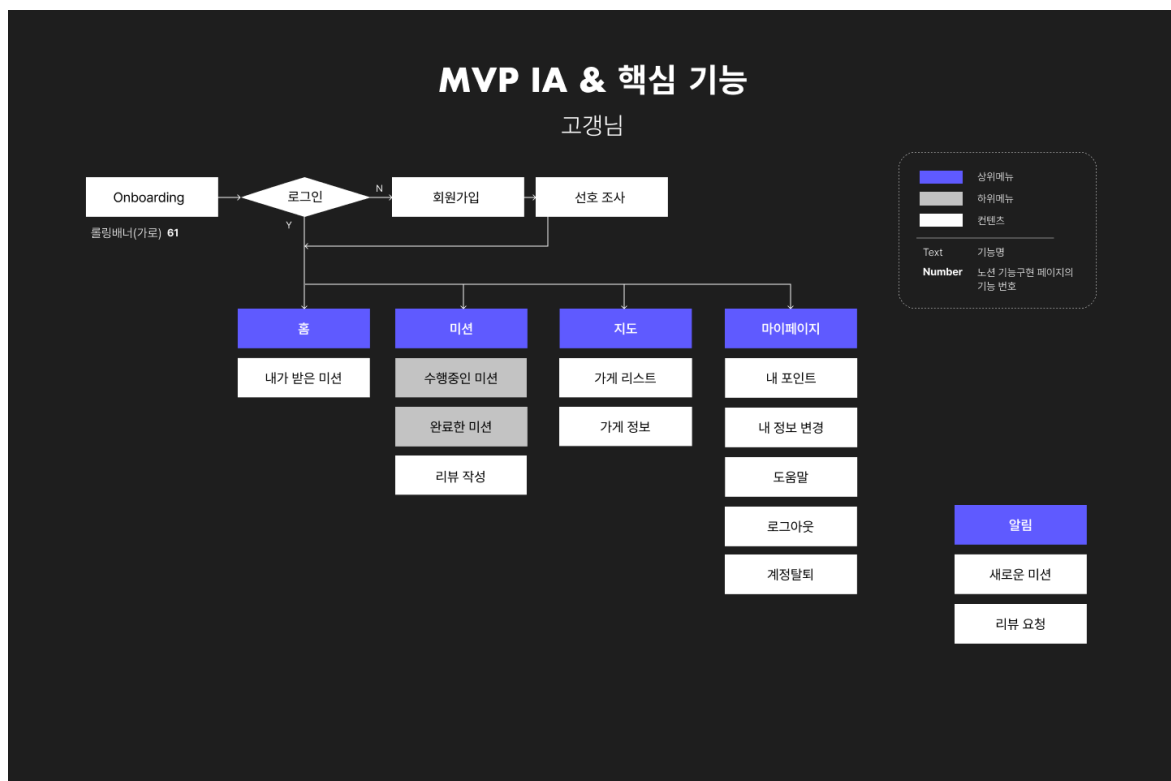 MVP IA & 핵심 기능
고갱님
Onboarding
로그인
N
회원가입
선호 조사
Y
롤링배너(가로) 61
상위메뉴
하위메뉴
컨텐츠
Text 기능명
Number 노션 기능구현 페이지의
기능 번호
홈
내가 받은 미션
미션
수행중인 미션
완료한 미션
리뷰 작성
지도
가게 리스트
가게 정보
마이페이지
내 포인트
내 정보 변경
도움말
로그아웃
계정탈퇴
알림
새로운 미션
리뷰 요청